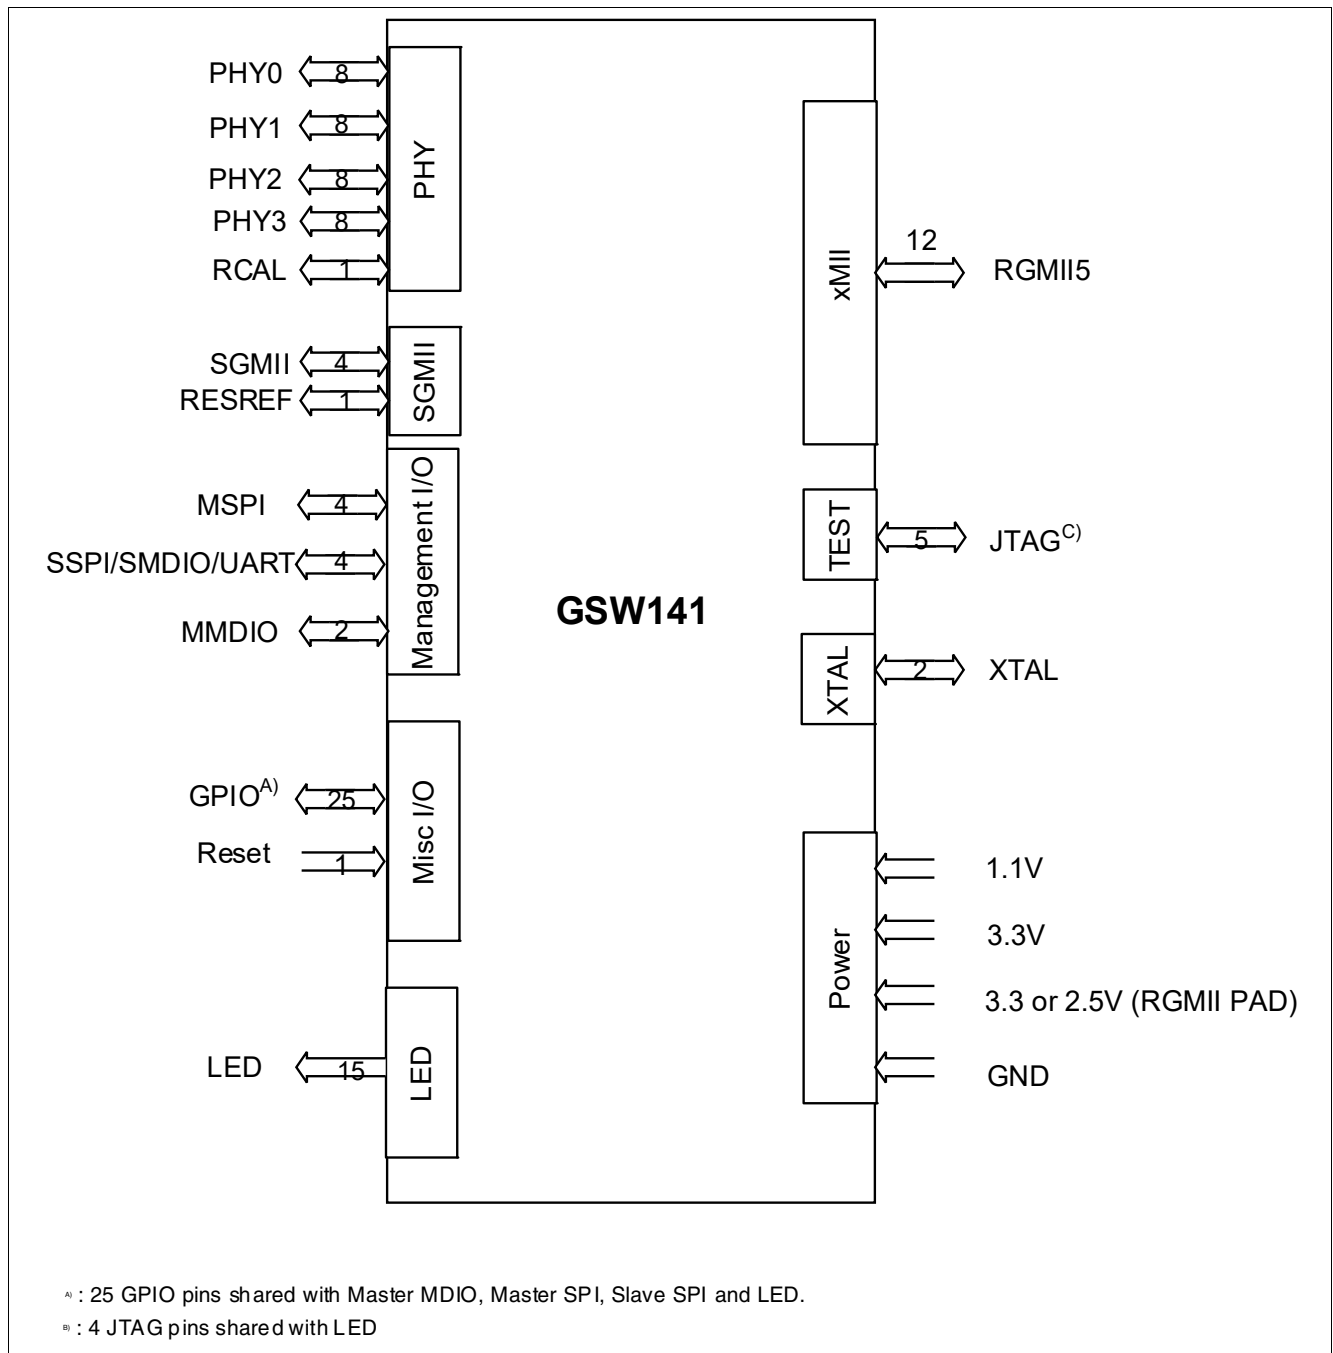 PHY0 8
PHY1 8
PHY2 8
PHY3 8
RCAL 1
PHY
SGMII 4
RESREF 1
SGMII
MSPI 4
SSPI/SMDIO/UART 4
MMDIO 2
Management I/O
GPIO A) 25
Reset 1
Misc I/O
LED 15
LED
GSW141
xMII
12
RGMII5
TEST
5 JTAG C)
XTAL
2 XTAL
Power
1.1V
3.3V
3.3 or 2.5V (RGMII PAD)
GND
A) : 25 GPIO pins shared with Master MDIO, Master SPI, Slave SPI and LED.
B) : 4 JTAG pins shared with LED